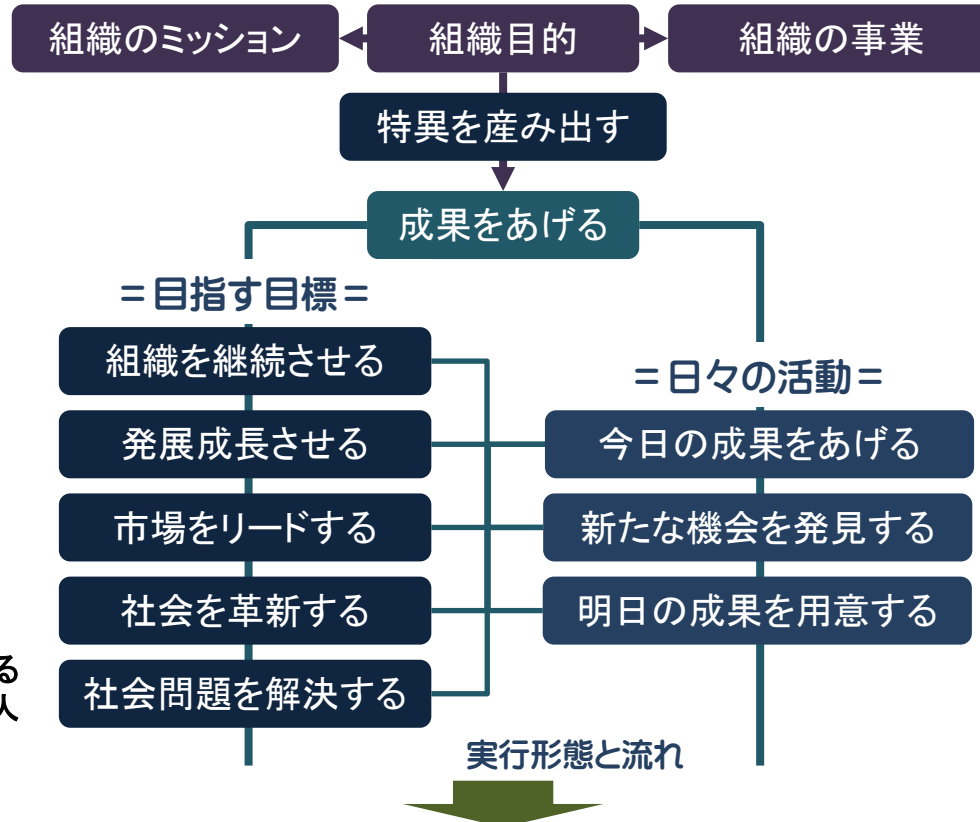 組織のミッション
組織目的
組織の事業
特異を産み出す
成果をあげる
=目指す目標=
組織を継続させる
発展成長させる
市場をリードする
社会を革新する
社会問題を解決する
=日々の活動=
今日の成果をあげる
新たな機会を発見する
明日の成果を用意する
る
人
実行形態と流れ